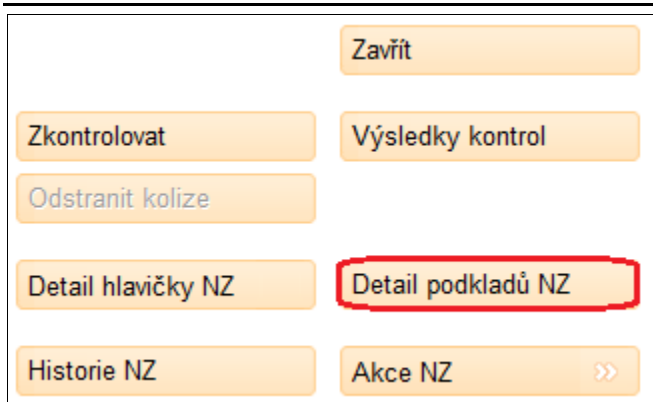 Zavřít
Zkontrolovat
Výsledky kontrol
Odstranit kolize
Detail hlavičky NZ
Detail podkladů NZ
Historie NZ
Akce NZ